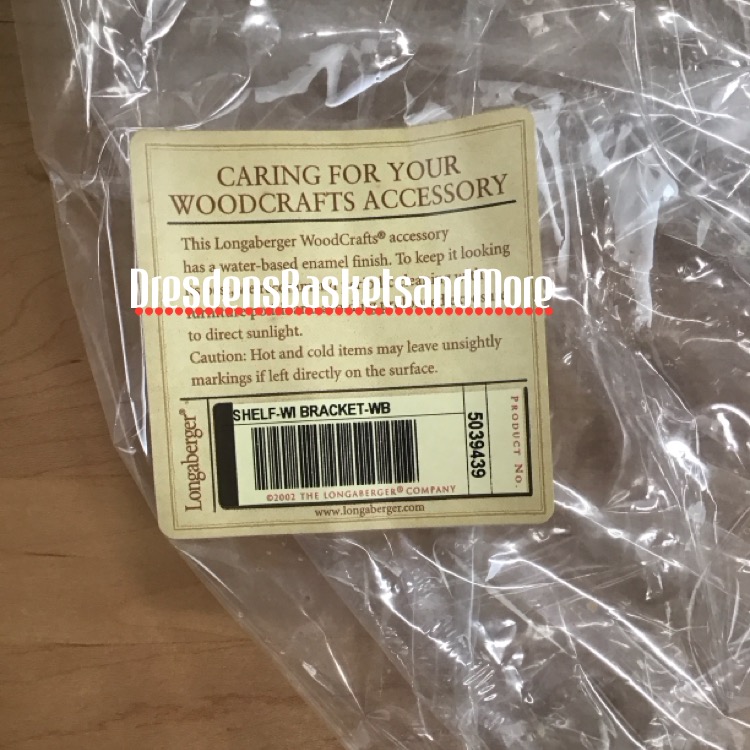 CARING FOR YOUR
WOODCRAFTS ACCESSORY
This Longaberger WoodCrafts® accessory
has a water-based enamel finish. To keep it looking
DresdensBasketsandMore
to direct sunlight.
Caution: Hot and cold items may leave unsightly
markings if left directly on the surface.
Longaberger®
SHELF-WI BRACKET-WB
5039439
PRODUCT NO.
©2002 THE LONGABERGER® COMPANY
www.longaberger.com